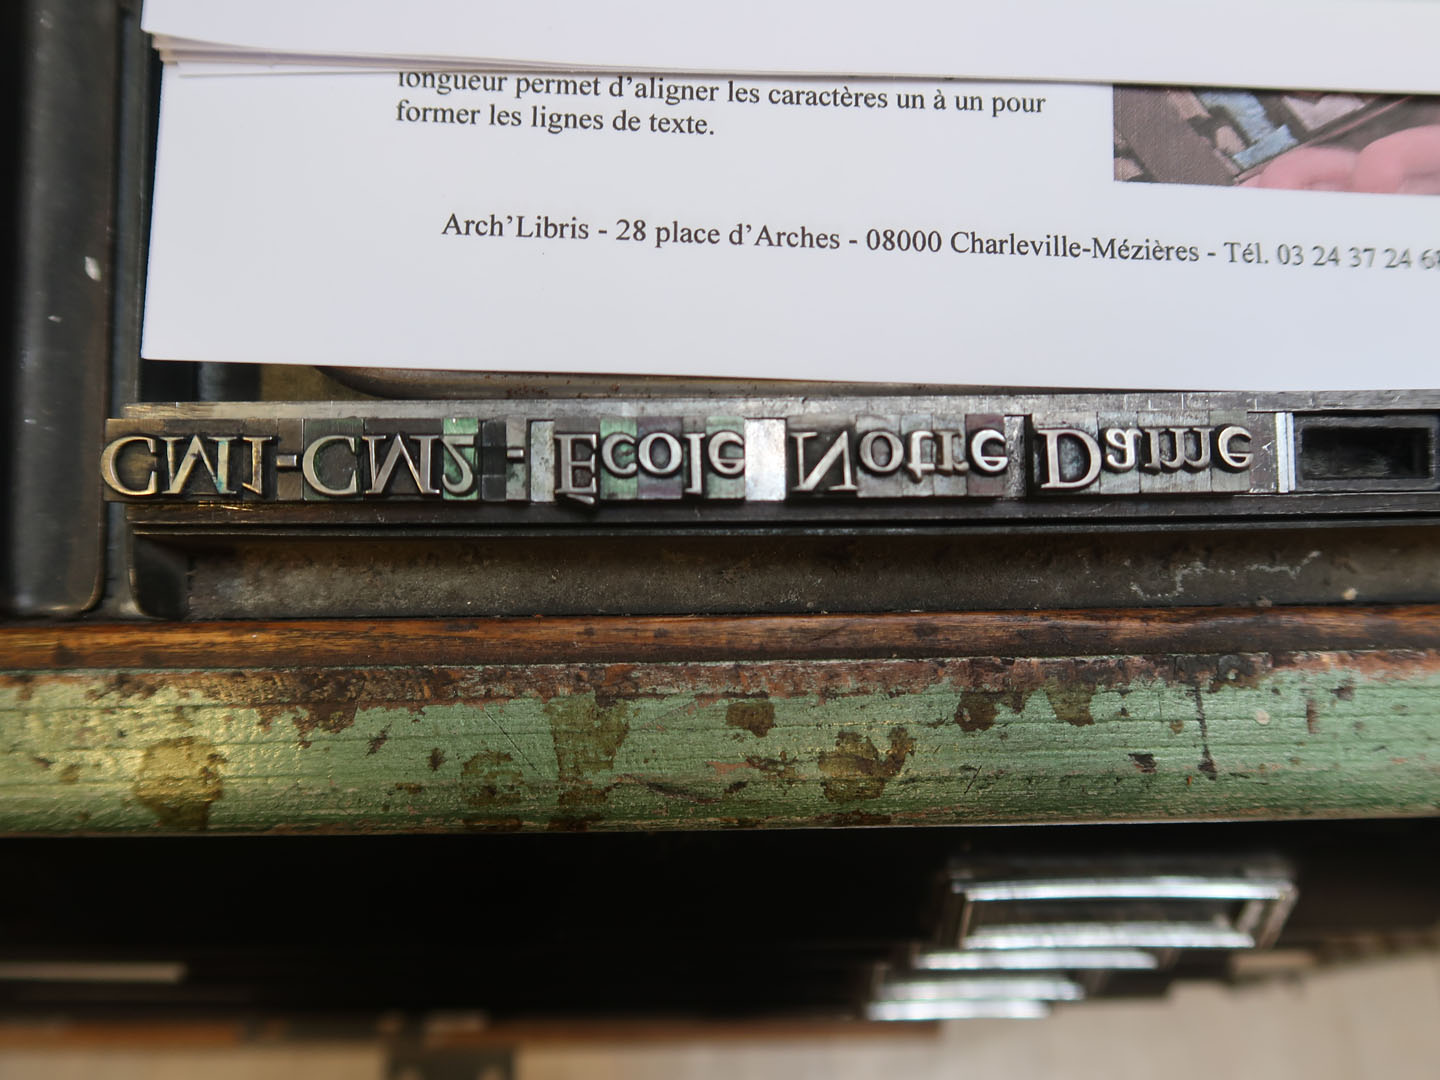 longueur permet d'aligner les caractères un à un pour
former les lignes de texte.
Arch'Libris - 28 place d'Arches - 08000 Charleville-Mézières - Tél. 03 24 37 24
CM1-CM2 - École Notre Dame